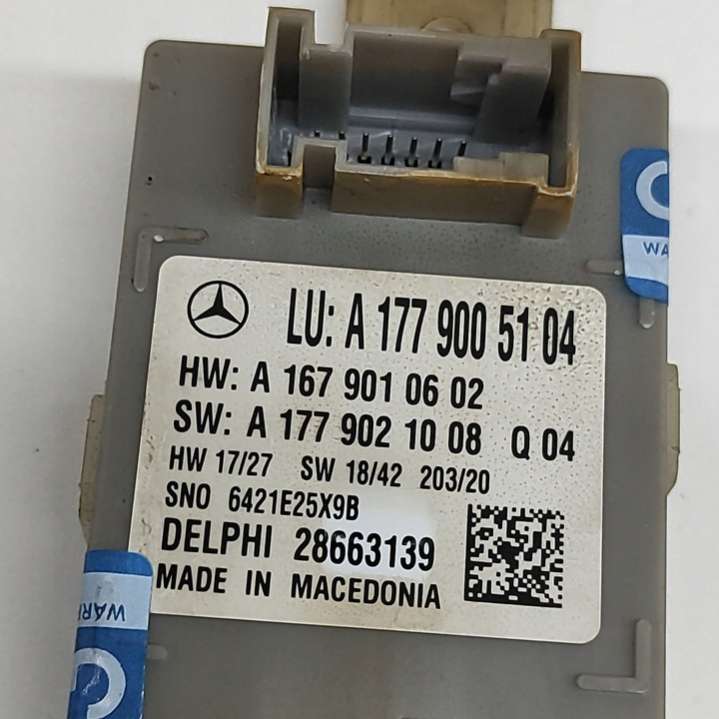 LU: A 177 900 51 04
HW: A 167 901 06 02
SW: A 177 902 10 08 Q 04
HW 17/27 SW 18/42 203/20
SNO 6421E25X9B
DELPHI 28663139
MADE IN MACEDONIA